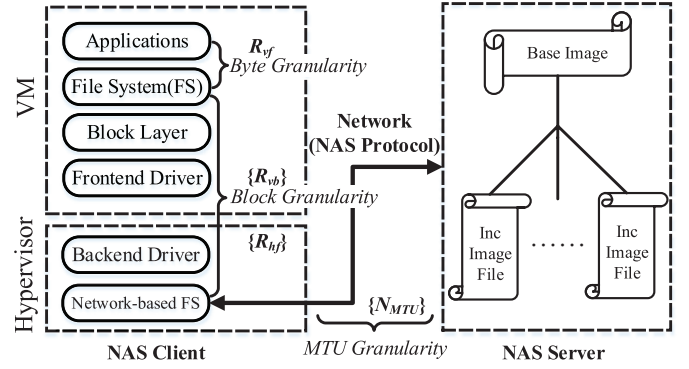 VM
Applications
File System(FS)
Block Layer
Frontend Driver
R_vf
Byte Granularity
{R_vb}
Block Granularity
Hypervisor
{R_hf}
Backend Driver
Network-based FS
NAS Client
Network
(NAS Protocol)
{N_MTU}
MTU Granularity
Base Image
Inc
Image
File
......
Inc
Image
File
NAS Server